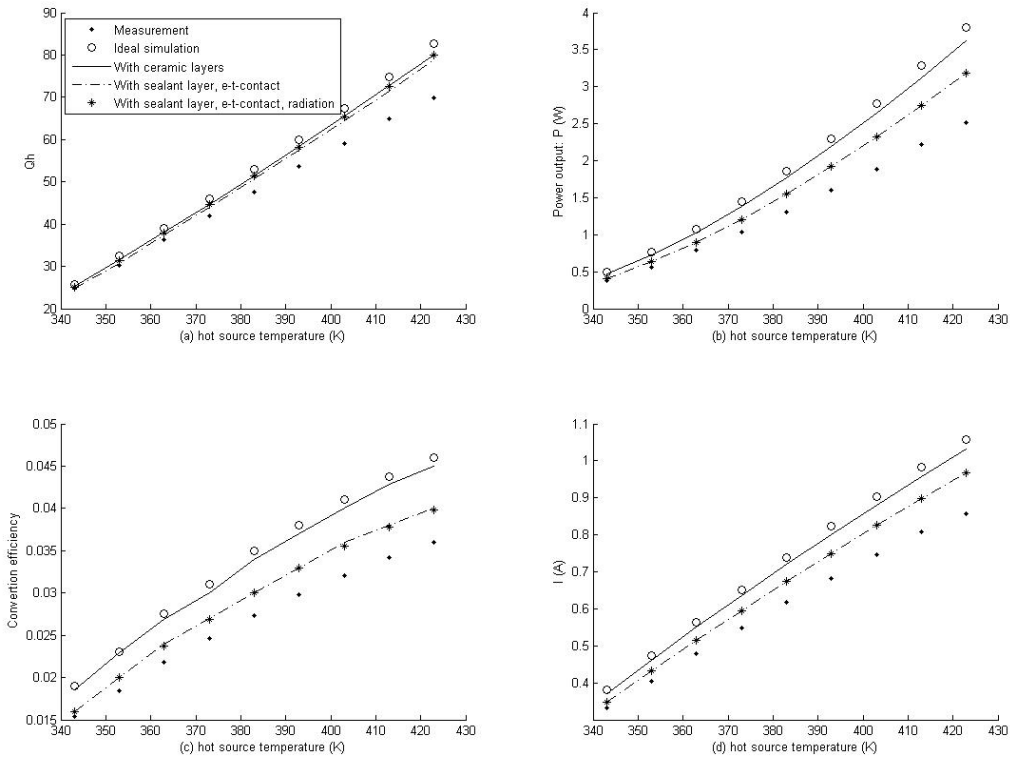 90
80
70
60
50
40
30
20
Qh
Measurement
Ideal simulation
With ceramic layers
With sealant layer, e-t-contact
With sealant layer, e-t-contact, radiation
340 350 360 370 380 390 400 410 420 430
(a) hot source temperature (K)
4
3.5
3
2.5
2
1.5
1
0.5
0
Power output: P (W)
340 350 360 370 380 390 400 410 420 430
(b) hot source temperature (K)
0.05
0.045
0.04
0.035
0.03
0.025
0.02
0.015
Convertion efficiency
340 350 360 370 380 390 400 410 420 430
(c) hot source temperature (K)
1.1
1
0.9
0.8
0.7
0.6
0.5
0.4
I (A)
340 350 360 370 380 390 400 410 420 430
(d) hot source temperature (K)